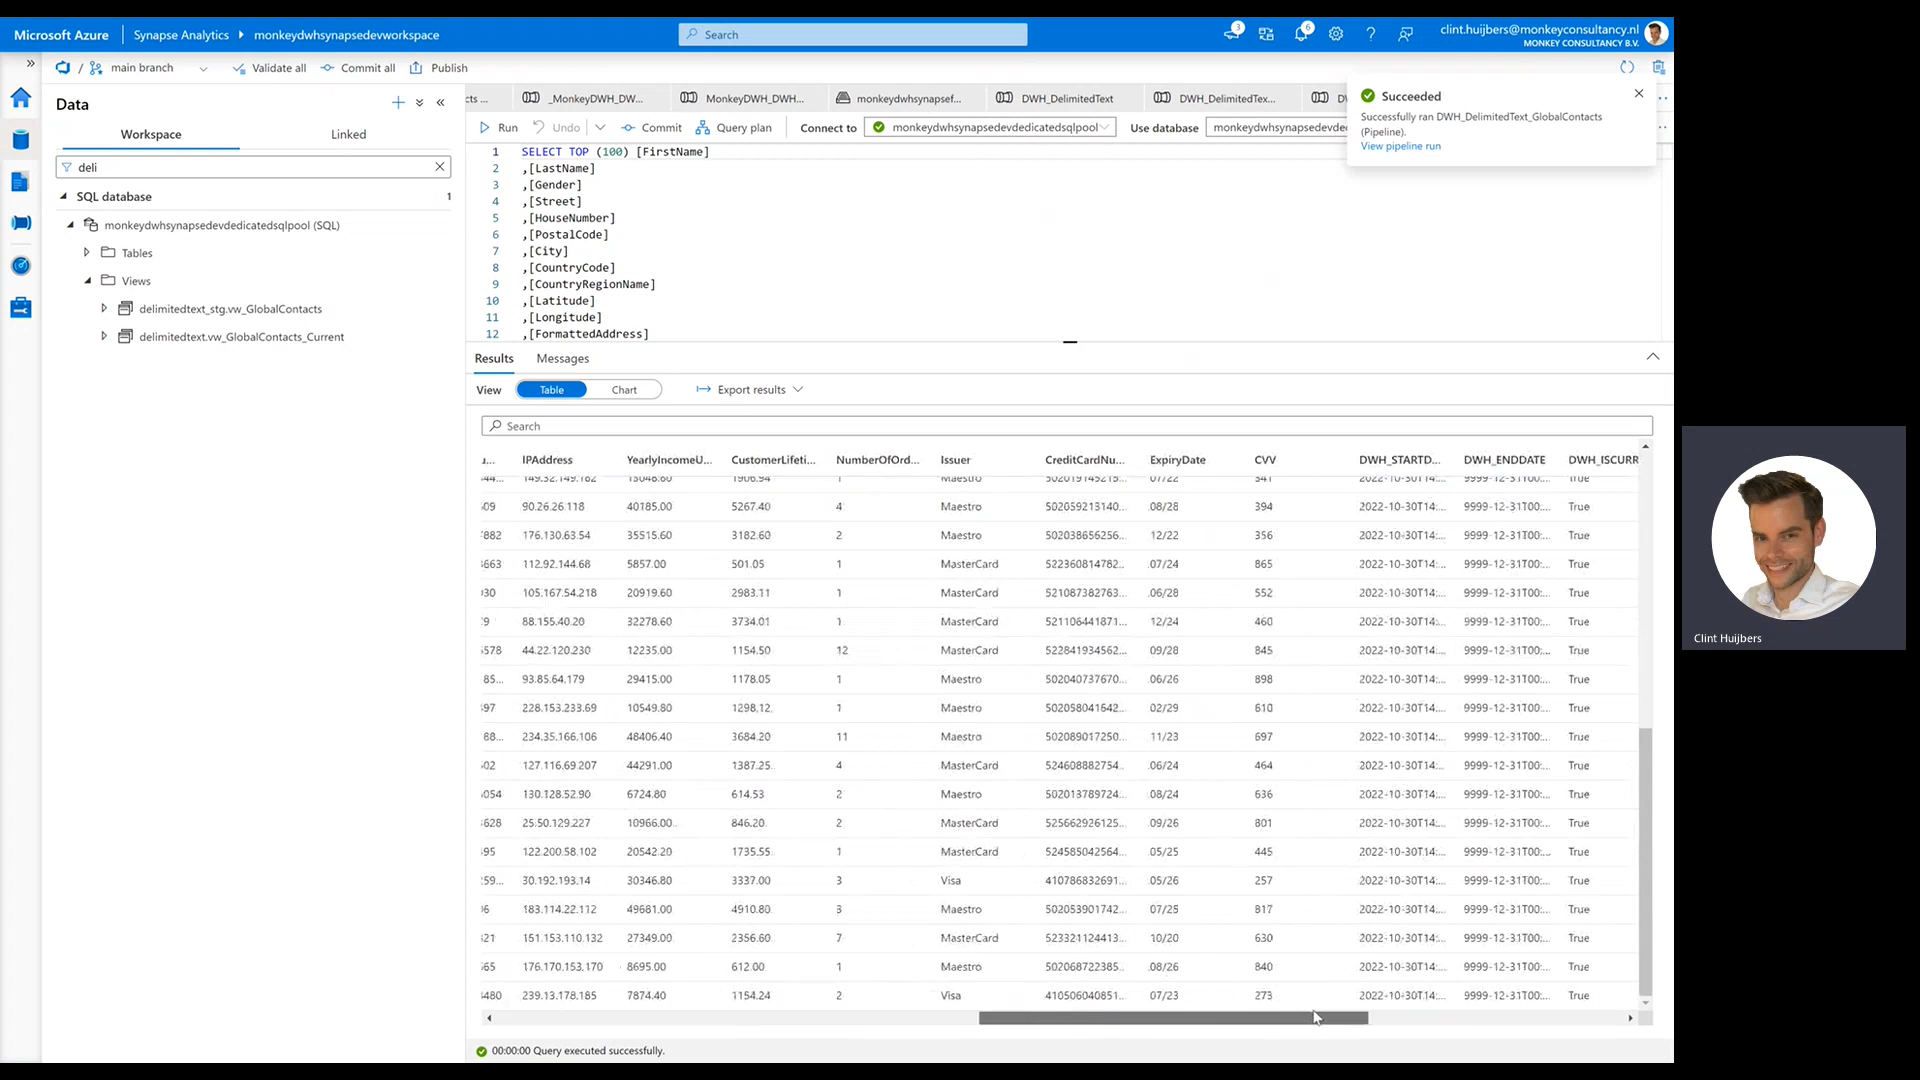 Microsoft Azure Synapse Analytics monkeydwhsynapsedevworkspace
Search
3
6
clint.huijbers@monkeyconsultancy.nl
MONKEY CONSULTANCY B.V.
/ main branch Validate all Commit all Publish
Data
Workspace Linked
deli
SQL database 1
monkeydwhsynapsedevdedicatedsqlpool (SQL)
Tables
Views
delimitedtext_stg.vw_GlobalContacts
delimitedtext.vw_GlobalContacts_Current
_MonkeyDWH_DW... MonkeyDWH_DWH... monkeydwhsynapsef... DWH_DelimitedText DWH_DelimitedTex...
Run Undo Commit Query plan Connect to monkeydwhsynapsedevdedicatedsqlpool Use database monkeydwhsynapsedevdec
Succeeded
Successfully ran DWH_DelimitedText_GlobalContacts
(Pipeline).
View pipeline run
1 SELECT TOP (100) [FirstName]
2 ,[LastName]
3 ,[Gender]
4 ,[Street]
5 ,[HouseNumber]
6 ,[PostalCode]
7 ,[City]
8 ,[CountryCode]
9 ,[CountryRegionName]
10 ,[Latitude]
11 ,[Longitude]
12 ,[FormattedAddress]
Results Messages
View Table Chart Export results
Search
IPAddress YearlyIncomeU... CustomerLifeti... NumberOfOrd... Issuer CreditCardNu... ExpiryDate CVV DWH_STARTD... DWH_ENDDATE DWH_ISCURR
90.26.26.118 40185.00 5267.40 4 Maestro 502059213140... 08/28 394 2022-10-30T14:... 9999-12-31T00:... True
176.130.63.54 35515.60 3182.60 2 Maestro 502038656256... 12/22 356 2022-10-30T14:... 9999-12-31T00:... True
112.92.144.68 5857.00 501.05 1 MasterCard 522360814782... 07/24 865 2022-10-30T14:... 9999-12-31T00:... True
105.167.54.218 20919.60 2983.11 1 MasterCard 521087382763... 06/28 552 2022-10-30T14:... 9999-12-31T00:... True
88.155.40.20 32278.60 3734.01 1 MasterCard 521106441871... 12/24 460 2022-10-30T14:... 9999-12-31T00:... True
44.22.120.230 12235.00 1154.50 12 MasterCard 522841934562... 09/28 845 2022-10-30T14:... 9999-12-31T00:... True
93.85.64.179 29415.00 1178.05 1 Maestro 502040737670... 06/26 898 2022-10-30T14:... 9999-12-31T00:... True
228.153.233.69 10549.80 1298.12 1 Maestro 502058041642... 02/29 610 2022-10-30T14:... 9999-12-31T00:... True
234.35.166.106 48406.40 3684.20 11 Maestro 502089017250... 11/23 697 2022-10-30T14:... 9999-12-31T00:... True
127.116.69.207 44291.00 1387.25 4 MasterCard 524608882754... 06/24 464 2022-10-30T14:... 9999-12-31T00:... True
130.128.52.90 6724.80 614.53 2 Maestro 502013789724... 08/24 636 2022-10-30T14:... 9999-12-31T00:... True
25.50.129.227 10966.00 846.20 2 MasterCard 525662926125... 09/26 801 2022-10-30T14:... 9999-12-31T00:... True
122.200.58.102 20542.20 1735.55 1 MasterCard 524585042564... 05/25 445 2022-10-30T14:... 9999-12-31T00:... True
30.192.193.14 30346.80 3337.00 3 Visa 410786832691... 05/26 257 2022-10-30T14:... 9999-12-31T00:... True
183.114.22.112 49681.00 4910.80 3 Maestro 502053901742... 07/25 817 2022-10-30T14:... 9999-12-31T00:... True
151.153.110.132 27349.00 2356.60 7 MasterCard 523321124413... 10/20 630 2022-10-30T14:... 9999-12-31T00:... True
176.170.153.170 8695.00 612.00 1 Maestro 502068722385... 08/26 840 2022-10-30T14:... 9999-12-31T00:... True
239.13.178.185 7874.40 1154.24 2 Visa 410506040851... 07/23 273 2022-10-30T14:... 9999-12-31T00:... True
00:00:00 Query executed successfully.
Clint Huijbers